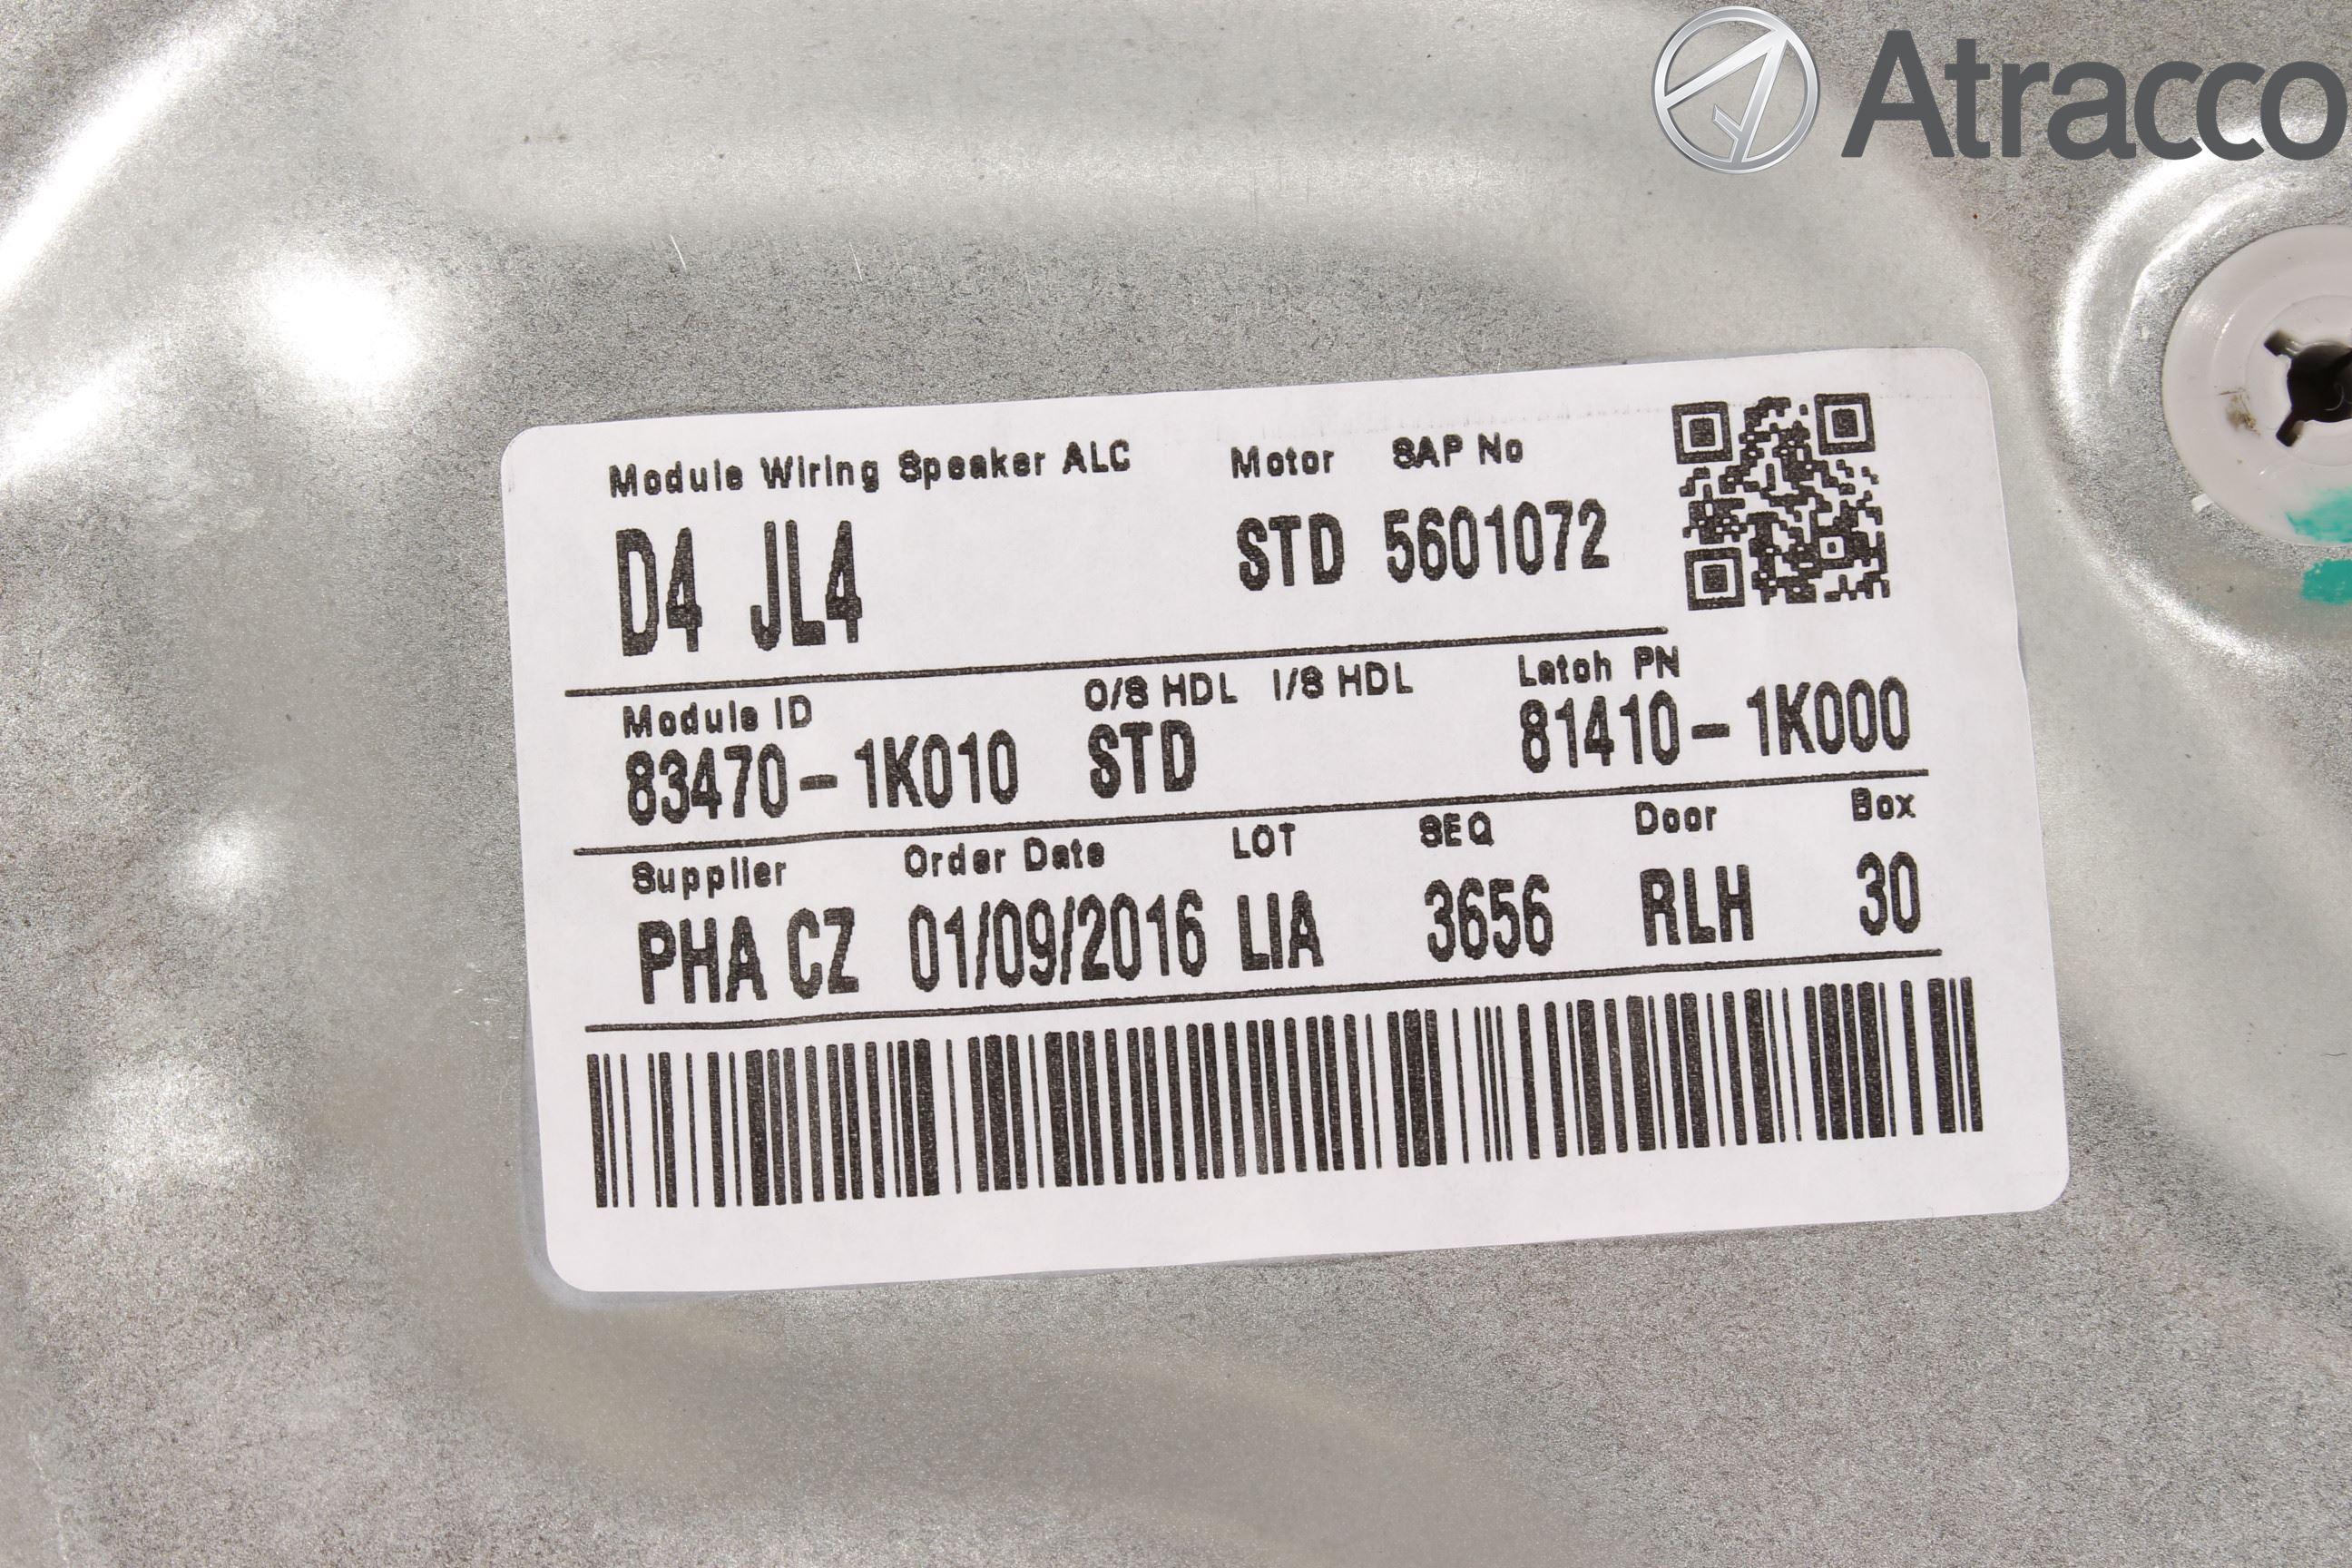 Atracco
Module Wiring Speaker ALC Motor SAP No
D4 JL4 STD 5601072
Module ID O/S HDL I/S HDL Latch PN
83470-1K010 STD 81410-1K000
Supplier Order Date LOT SEQ Door Box
PHA CZ 01/09/2016 LIA 3656 RLH 30